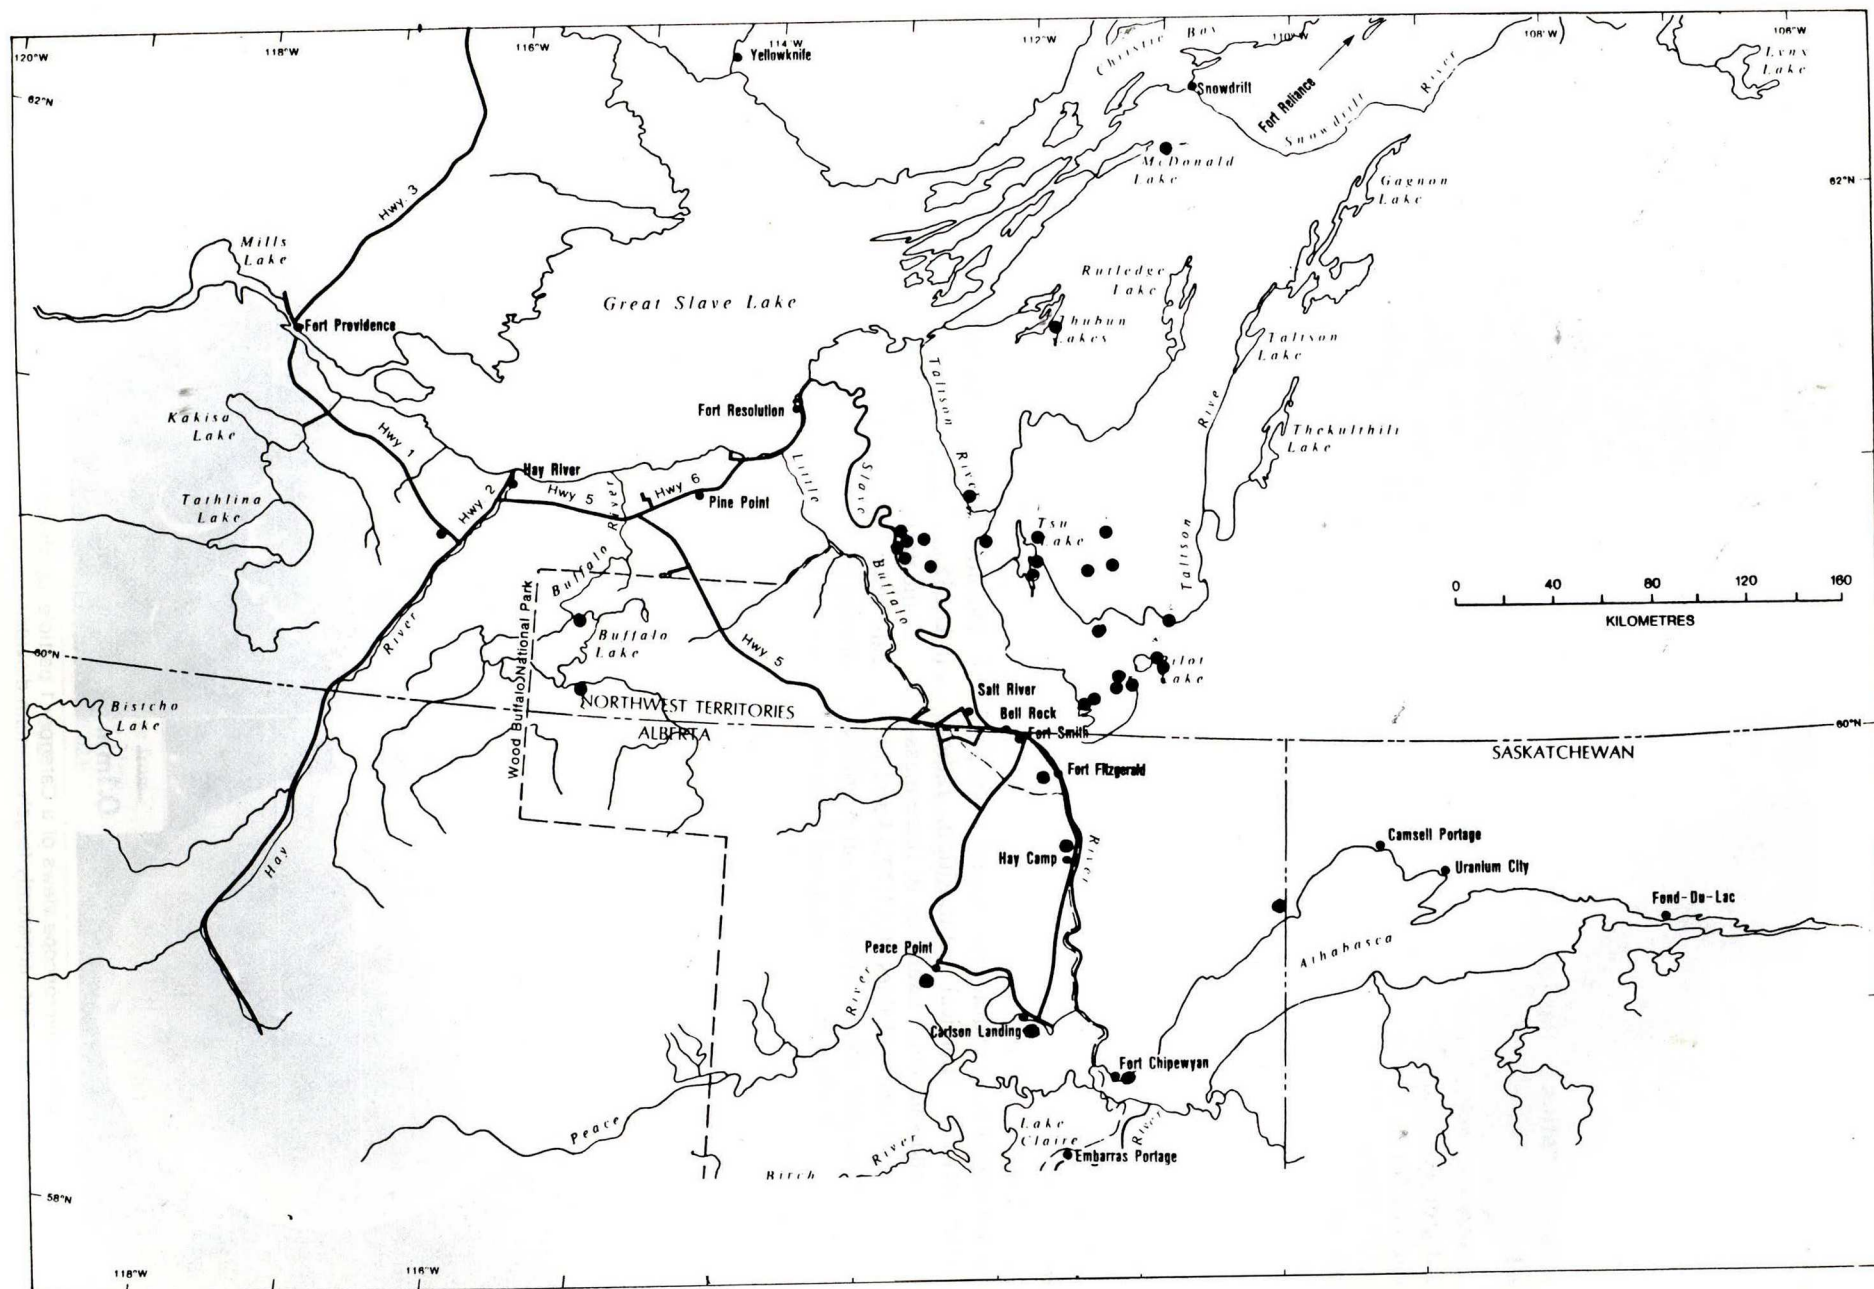 120°W
118°W
116°W
114°W
112°W
110°W
108°W
106°W
62°N
62°N
Yellowknife
Christie Bay
Snowdrift
Fort Reliance
Snowdrift River
Lynx
Lake
McDonald
Lake
Gagnon
Lake
Hwy. 3
Mills
Lake
Great Slave Lake
Rutledge
Lake
Thubun
Lakes
Fort Providence
Taltson
Lake
Taltson River
Fort Resolution
Kakisa
Lake
Hwy 1
Thekulthili
Lake
Taltson Rive
Hay River
Hwy 2
Hwy 5
Hwy 6
Pine Point
Little Buffalo
Slave River
Tathlina
Lake
Tsu
Lake
Buffalo River
0 40 80 120 160
KILOMETRES
Buffalo
Lake
Hwy 5
Pilot
Lake
60°N
60°N
Bistcho
Lake
Wood Buffalo National Park
NORTHWEST TERRITORIES
ALBERTA
SASKATCHEWAN
Salt River
Bell Rock
Fort Smith
Fort Fitzgerald
Hay River
Hay Camp
Camsell Portage
Uranium City
Fond-Du-Lac
Peace Point
Athabasca
Carlson Landing
Fort Chipewyan
Peace River
Lake
Claire
River
Birch River
Embarras Portage
58°N
118°W
116°W